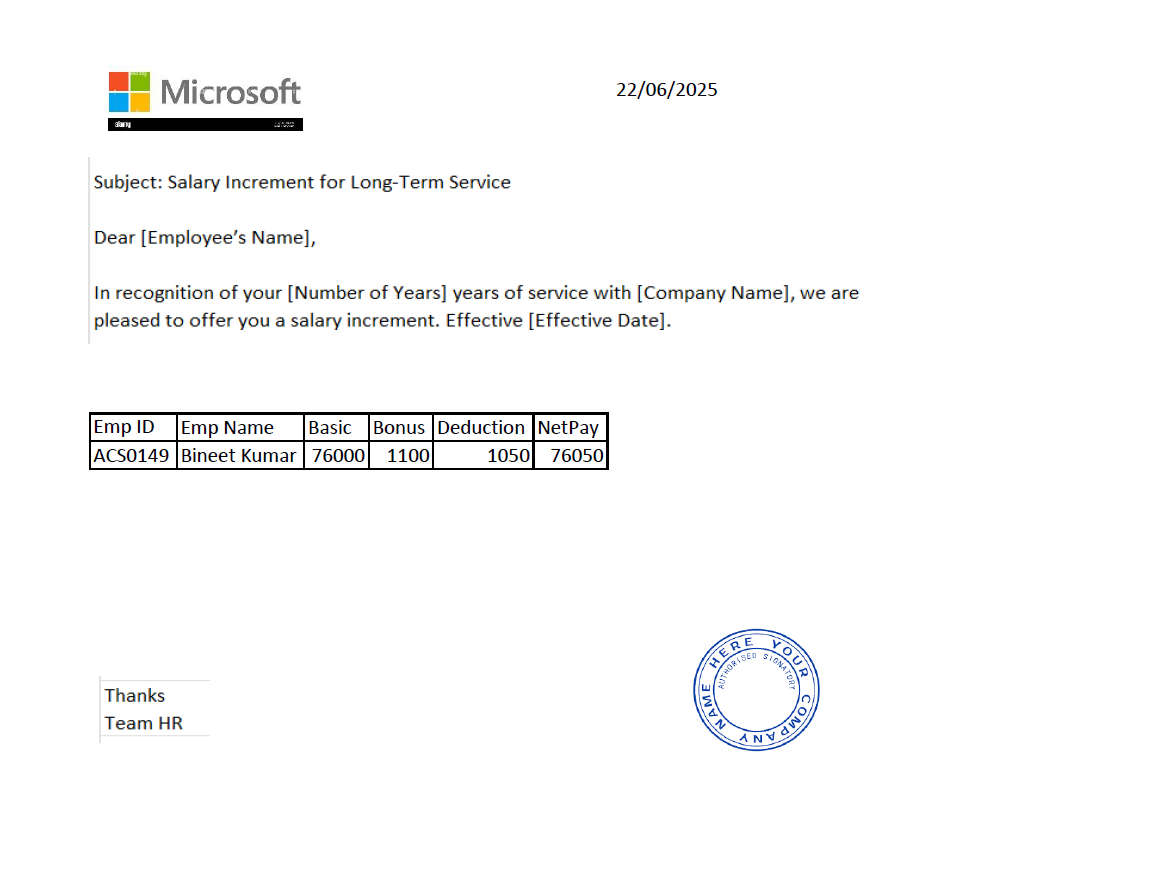 Microsoft
22/06/2025
alamy
Subject: Salary Increment for Long-Term Service
Dear [Employee’s Name],
In recognition of your [Number of Years] years of service with [Company Name], we are
pleased to offer you a salary increment. Effective [Effective Date].
Emp ID Emp Name Basic Bonus Deduction NetPay
ACS0149 Bineet Kumar 76000 1100 1050 76050
NAME HERE YOUR COMPANY
AUTHORISED SIGNATORY
Thanks
Team HR